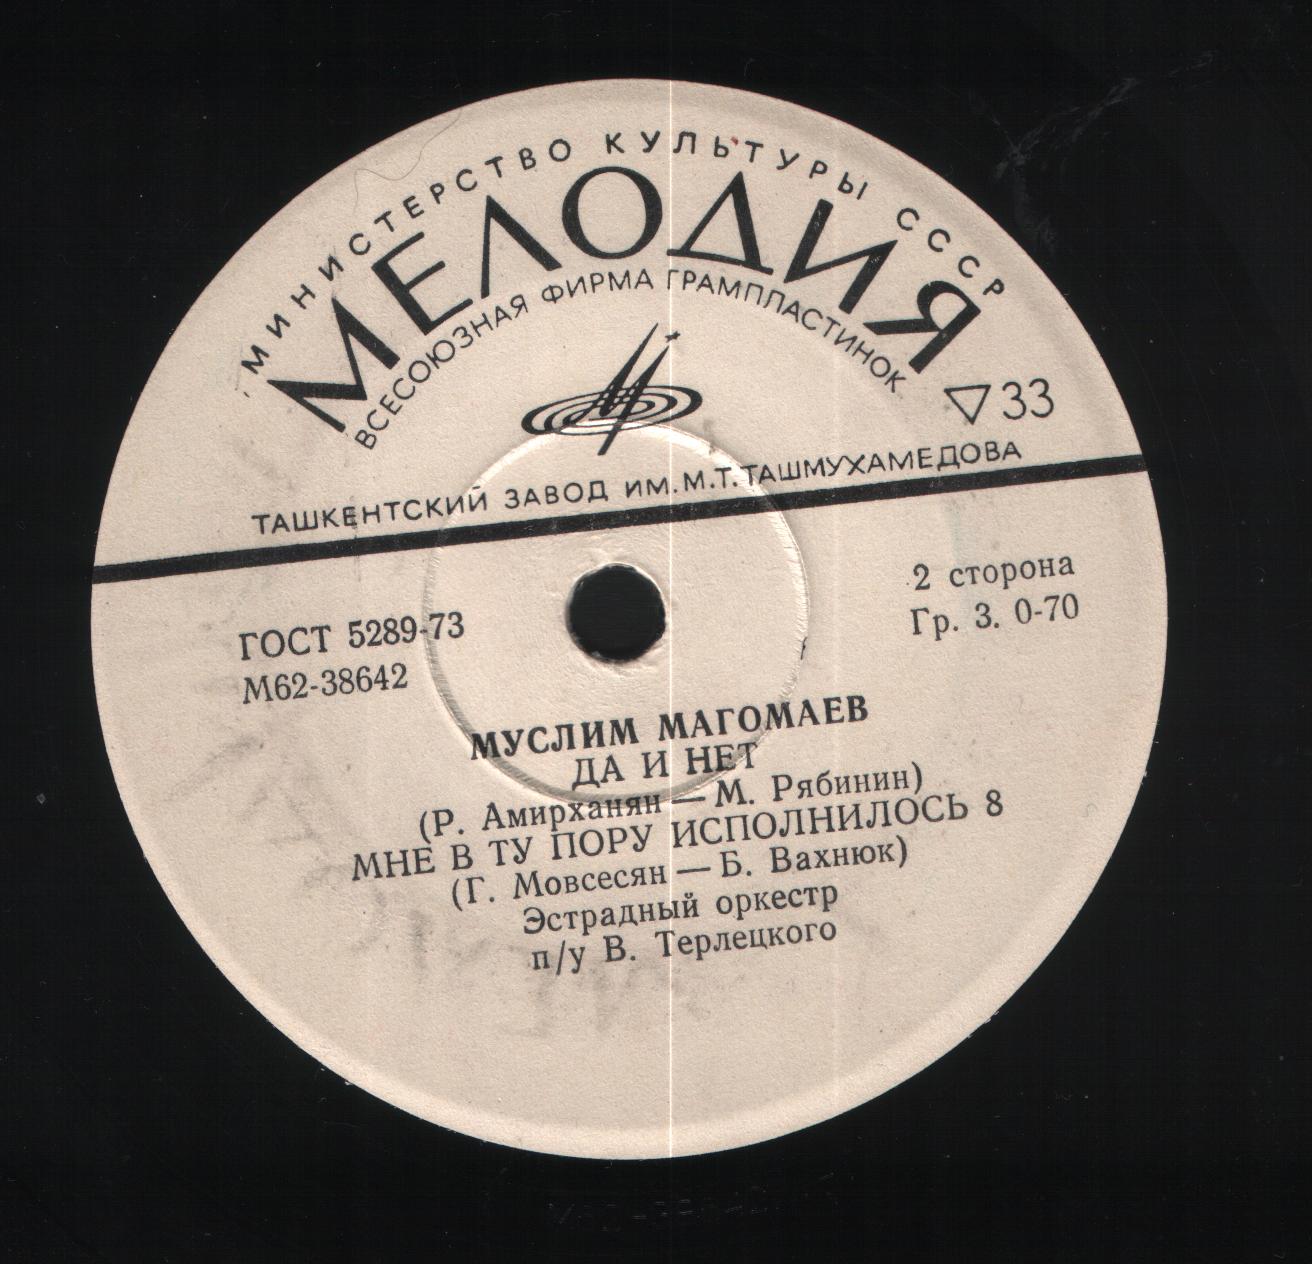 МИНИСТЕРСТВО КУЛЬТУРЫ СССР
МЕЛОДИЯ
ВСЕСОЮЗНАЯ ФИРМА ГРАМПЛАСТИНОК
▽33
ТАШКЕНТСКИЙ ЗАВОД ИМ.М.Т.ТАШМУХАМЕДОВА
2 сторона
ГОСТ 5289-73
Гр. 3. 0-70
М62-38642
МУСЛИМ МАГОМАЕВ
ДА И НЕТ
(Р. Амирханян — М. Рябинин)
МНЕ В ТУ ПОРУ ИСПОЛНИЛОСЬ 8
(Г. Мовсесян — Б. Вахнюк)
Эстрадный оркестр
п/у В. Терлецкого